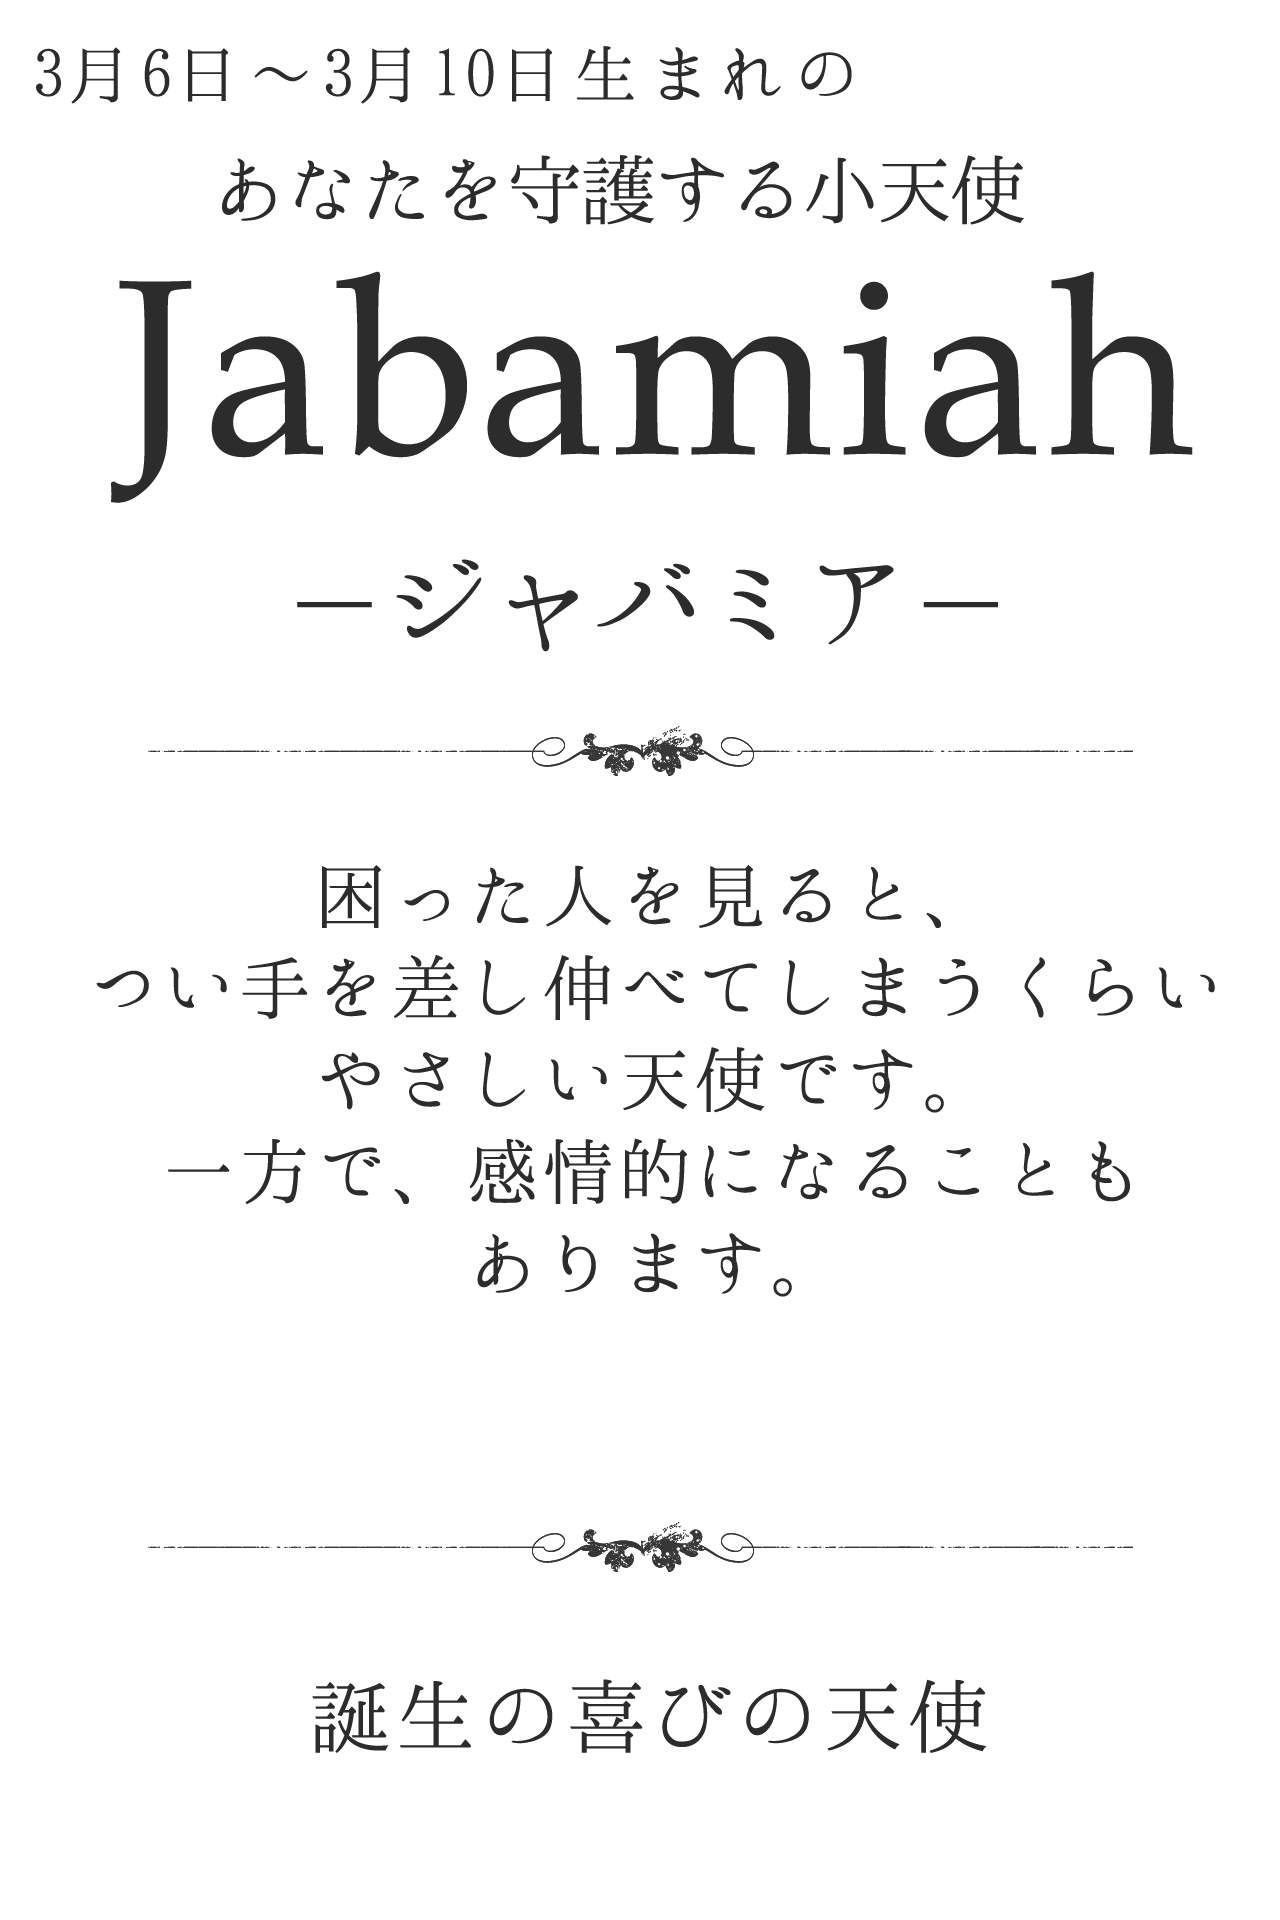 3月6日～3月10日生まれの
あなたを守護する小天使
Jabamiah
―ジャバミア―
困った人を見ると、
つい手を差し伸べてしまうくらい
やさしい天使です。
一方で、感情的になることも
あります。
誕生の喜びの天使